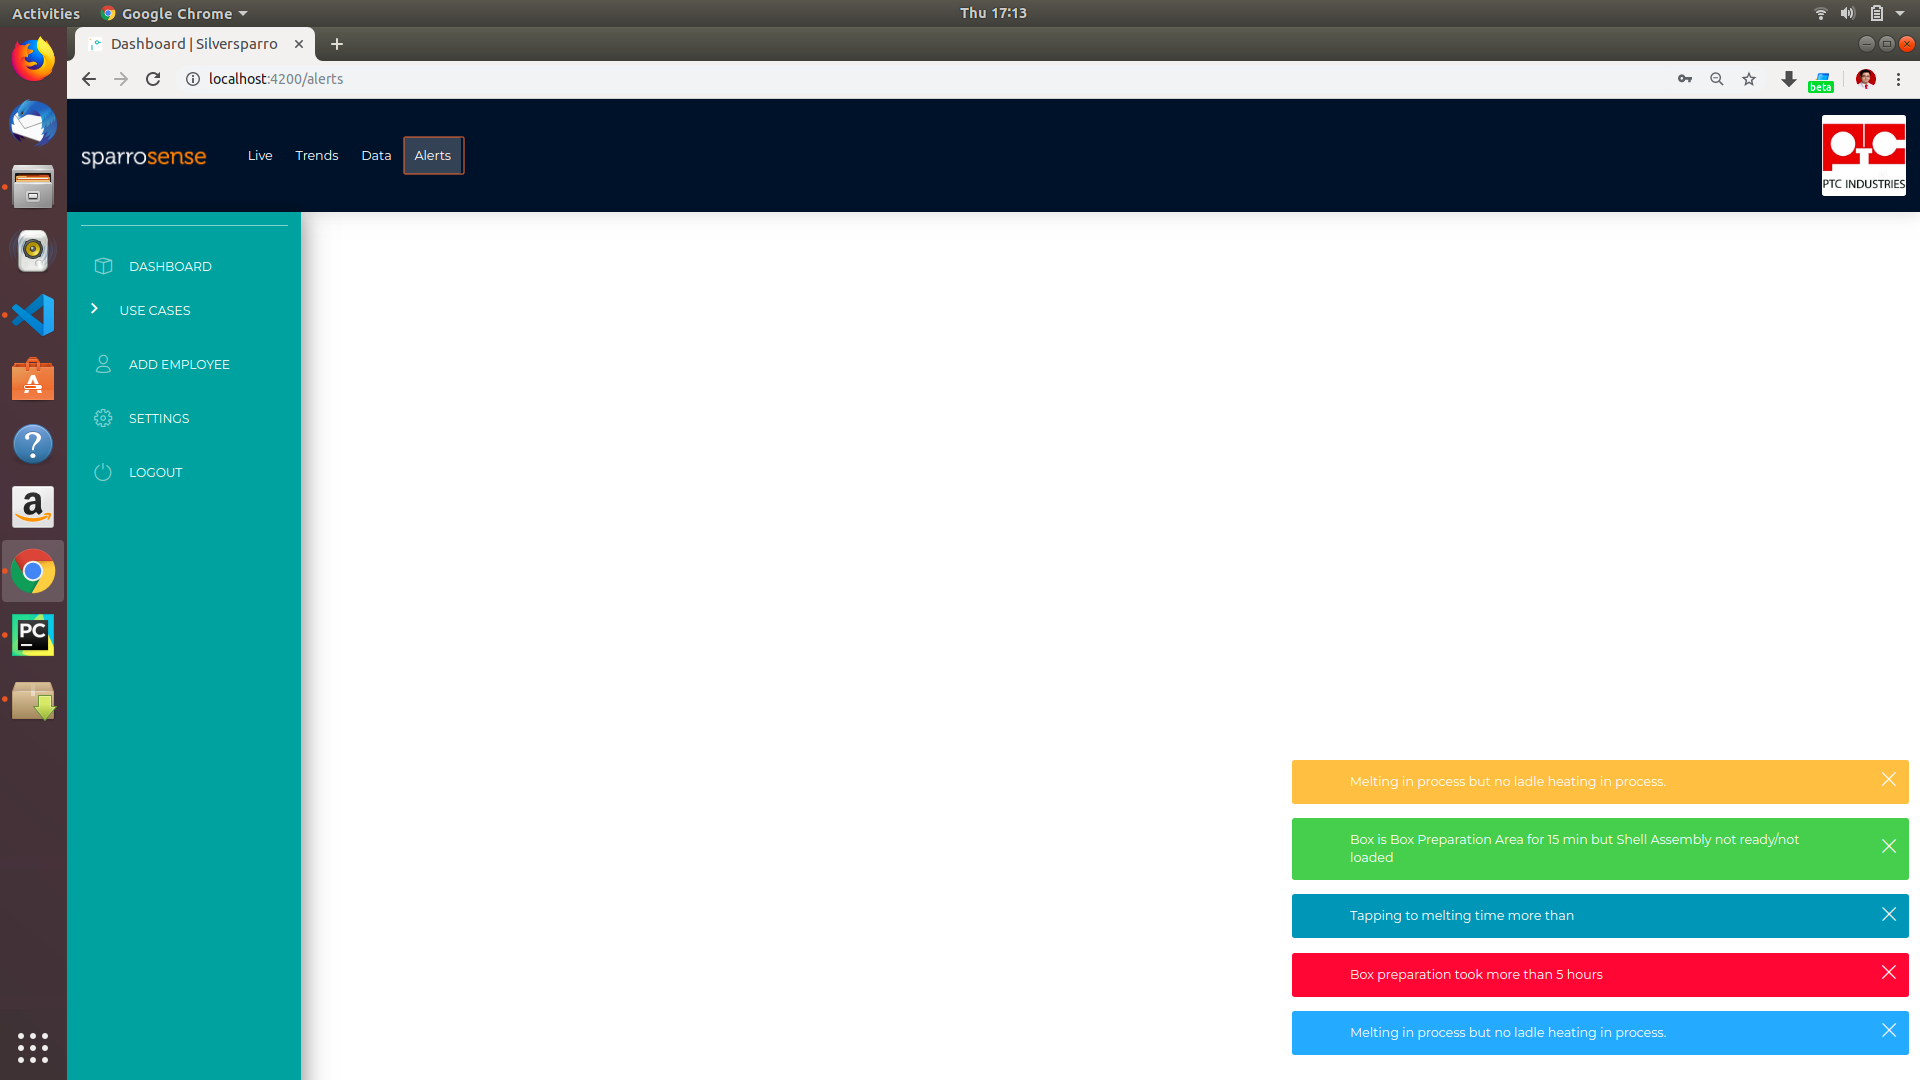 Activities
Google Chrome
Thu 17:13
Dashboard | Silversparro
localhost:4200/alerts
beta
sparrosense
Live
Trends
Data
Alerts
PTC
PTC INDUSTRIES
DASHBOARD
USE CASES
ADD EMPLOYEE
SETTINGS
LOGOUT
PC
Melting in process but no ladle heating in process.
Box is Box Preparation Area for 15 min but Shell Assembly not ready/not
loaded
Tapping to melting time more than
Box preparation took more than 5 hours
Melting in process but no ladle heating in process.